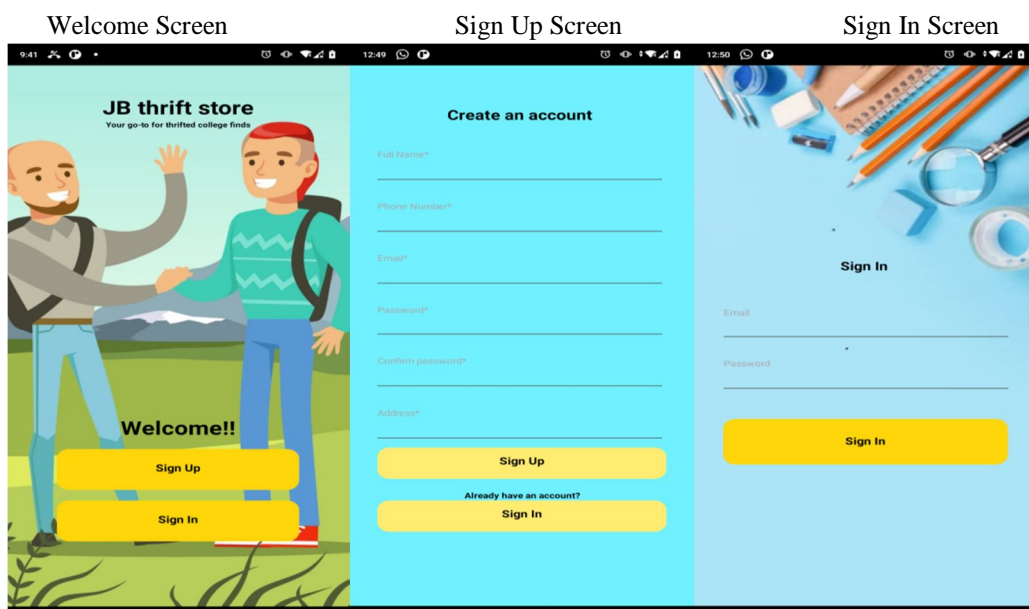 Welcome Screen
Sign Up Screen
Sign In Screen
9:41
JB thrift store
Your go-to for thrifted college finds
Welcome!!
Sign Up
Sign In
12:49
Create an account
Full Name*
Phone Number*
Email*
Password*
Confirm password*
Address*
Sign Up
Already have an account?
Sign In
12:50
Sign In
Email
Password
Sign In